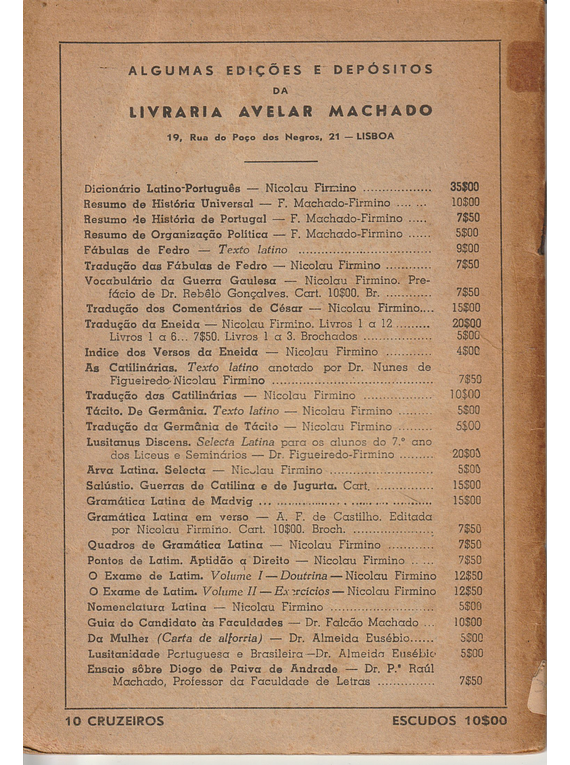 ALGUMAS EDIÇÕES E DEPÓSITOS
DA
LIVRARIA AVELAR MACHADO
19, Rua do Poço dos Negros, 21 — LISBOA
Dicionário Latino-Português — Nicolau Firmino .................. 35$00
Resumo de História Universal — F. Machado-Firmino .... ... 10$00
Resumo de História de Portugal — F. Machado-Firmino ..... 7$50
Resumo de Organização Política — F. Machado-Firmino ...... 5$00
Fábulas de Fedro — Texto latino .................................. 9$00
Tradução das Fábulas de Fedro — Nicolau Firmino ............ 7$50
Vocabulário da Guerra Gaulesa — Nicolau Firmino. Pre-
fácio de Dr. Rebêlo Gonçalves. Cart. 10$00. Br. ............ 7$50
Tradução dos Comentários de César — Nicolau Firmino.... 15$00
Tradução da Eneida — Nicolau Firmino. Livros 1 a 12......... 20$00
Livros 1 a 6... 7$50. Livros 1 a 3. Brochados ............ 5$00
Indice dos Versos da Eneida — Nicolau Firmino ............ 4$00
As Catilinárias. Texto latino anotado por Dr. Nunes de
Figueiredo-Nicolau Firmino .......................................... 7$50
Tradução das Catilinárias — Nicolau Firmino .................. 10$00
Tácito. De Germânia. Texto latino — Nicolau Firmino ......... 5$00
Tradução da Germânia de Tácito — Nicolau Firmino ......... 5$00
Lusitanus Discens. Selecta Latina para os alunos do 7.º ano
dos Liceus e Seminários — Dr. Figueiredo-Firmino ......... 20$00
Arva Latina. Selecta — Nicolau Firmino ........................... 5$00
Salústio. Guerras de Catilina e de Jugurta. Cart. ............... 15$00
Gramática Latina de Madvig ............................................. 15$00
Gramática Latina em verso — A. F. de Castilho. Editada
por Nicolau Firmino. Cart. 10$00. Broch. ..................... 7$50
Quadros de Gramática Latina — Nicolau Firmino ............ 7$50
Pontos de Latim. Aptidão a Direito — Nicolau Firmino .. .... 7$50
O Exame de Latim. Volume I — Doutrina — Nicolau Firmino 12$50
O Exame de Latim. Volume II — Exercicios — Nicolau Firmino 12$50
Nomenclatura Latina — Nicolau Firmino ........................... 5$00
Guia do Candidato às Faculdades — Dr. Falcão Machado ... 10$00
Da Mulher (Carta de alforria) — Dr. Almeida Eusébio...... 5$00
Lusitanidade Portuguesa e Brasileira — Dr. Almeida Eusébio 5$00
Ensaio sôbre Diogo de Paiva de Andrade — Dr. P.ª Raúl
Machado, Professor da Faculdade de Letras ............... 7$50
10 CRUZEIROS ESCUDOS 10$00